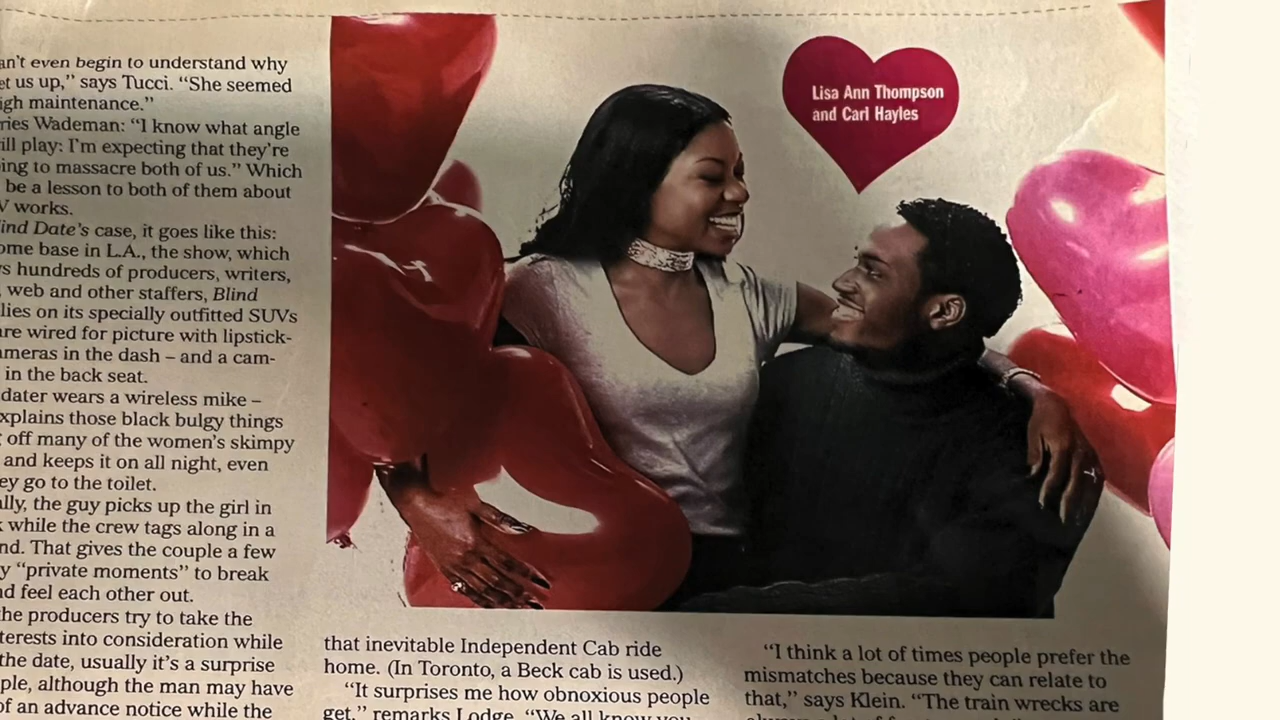 an't even begin to understand why
et us up," says Tucci. "She seemed
igh maintenance."
ries Wademan: "I know what angle
ill play: I'm expecting that they're
ing to massacre both of us." Which
be a lesson to both of them about
V works.
ind Date's case, it goes like this:
ome base in L.A., the show, which
s hundreds of producers, writers,
, web and other staffers, Blind
lies on its specially outfitted SUVs
are wired for picture with lipstick-
ameras in the dash – and a cam-
in the back seat.
dater wears a wireless mike –
xplains those black bulgy things
off many of the women's skimpy
and keeps it on all night, even
ey go to the toilet.
ally, the guy picks up the girl in
while the crew tags along in a
nd. That gives the couple a few
y "private moments" to break
nd feel each other out.
the producers try to take the
terests into consideration while
the date, usually it's a surprise
ple, although the man may have
of an advance notice while the
Lisa Ann Thompson
and Carl Hayles
that inevitable Independent Cab ride
home. (In Toronto, a Beck cab is used.)
"It surprises me how obnoxious people
get," remarks Lodge. "We all know you
"I think a lot of times people prefer the
mismatches because they can relate to
that," says Klein. "The train wrecks are